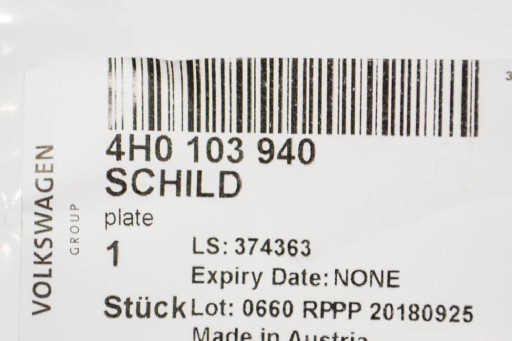 VOLKSWAGEN
GROUP
3
4H0 103 940
SCHILD
plate
1
LS: 374363
Expiry Date: NONE
Stück Lot: 0660 RPPP 20180925
Made in Austria